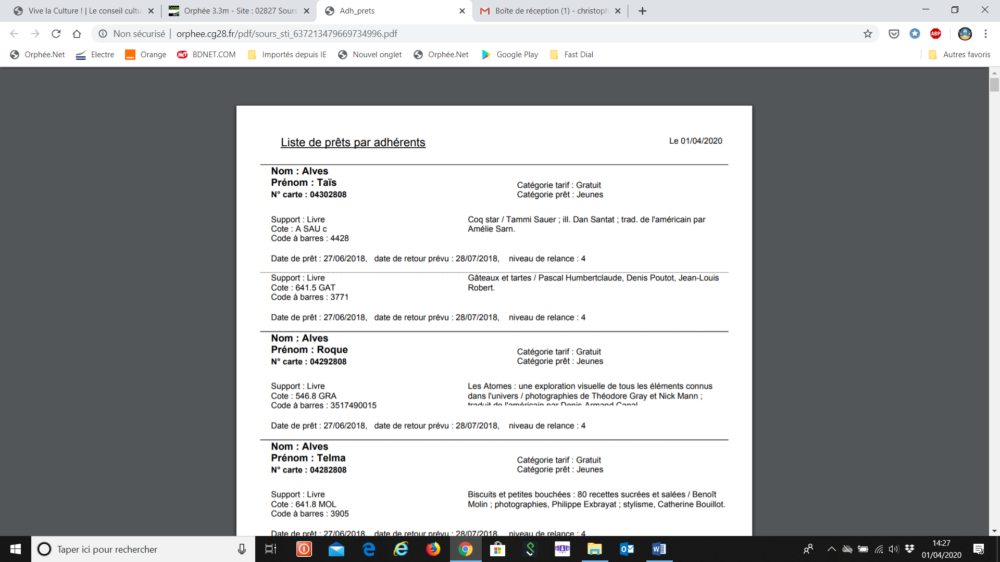 Vive la Culture ! | Le conseil cultu
Orphée 3.3m - Site : 02827 Sours
Adh_prets
Boîte de réception (1) - christoph
Non sécurisé | orphee.cg28.fr/pdf/sours_sti_637213479669734996.pdf
ABP
Orphée.Net
Electre
Orange
BDNET.COM
Importés depuis IE
Nouvel onglet
Orphée.Net
Google Play
Fast Dial
Autres favoris
Liste de prêts par adhérents
Le 01/04/2020
Nom : Alves
Prénom : Taïs
N° carte : 04302808
Catégorie tarif : Gratuit
Catégorie prêt : Jeunes
Support : Livre
Cote : A SAU c
Code à barres : 4428
Coq star / Tammi Sauer ; ill. Dan Santat ; trad. de l'américain par
Amélie Sarn.
Date de prêt : 27/06/2018, date de retour prévu : 28/07/2018, niveau de relance : 4
Support : Livre
Cote : 641.5 GAT
Code à barres : 3771
Gâteaux et tartes / Pascal Humbertclaude, Denis Poutot, Jean-Louis
Robert.
Date de prêt : 27/06/2018, date de retour prévu : 28/07/2018, niveau de relance : 4
Nom : Alves
Prénom : Roque
N° carte : 04292808
Catégorie tarif : Gratuit
Catégorie prêt : Jeunes
Support : Livre
Cote : 546.8 GRA
Code à barres : 3517490015
Les Atomes : une exploration visuelle de tous les éléments connus
dans l'univers / photographies de Théodore Gray et Nick Mann ;
traduit de l'américain par Denis-Armand Canal
Date de prêt : 27/06/2018, date de retour prévu : 28/07/2018, niveau de relance : 4
Nom : Alves
Prénom : Telma
N° carte : 04282808
Catégorie tarif : Gratuit
Catégorie prêt : Jeunes
Support : Livre
Cote : 641.8 MOL
Code à barres : 3905
Biscuits et petites bouchées : 80 recettes sucrées et salées / Benoît
Molin ; photographies, Philippe Exbrayat ; stylisme, Catherine Bouillot.
Date de prêt : 27/06/2018, date de retour prévu : 28/07/2018, niveau de relance : 4
Taper ici pour rechercher
14:27
01/04/2020